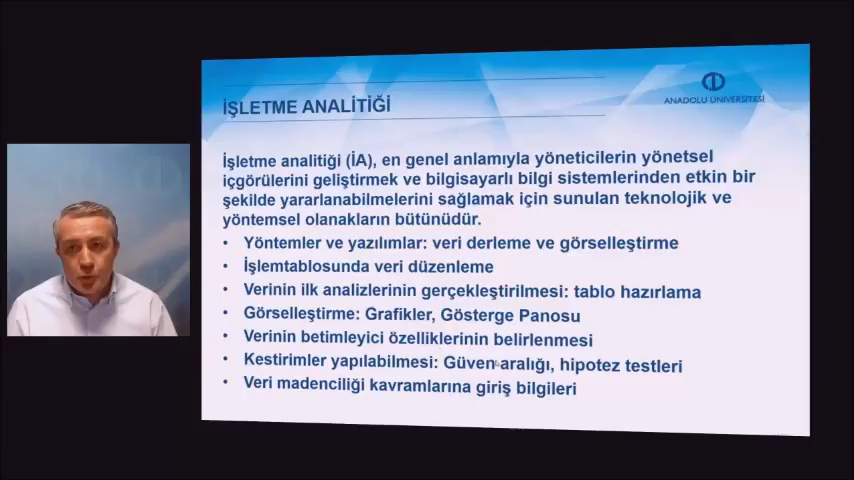 İŞLETME ANALİTİĞİ
ANADOLU ÜNİVERSİTESİ
İşletme analitiği (İA), en genel anlamıyla yöneticilerin yönetsel
içgörülerini geliştirmek ve bilgisayarlı bilgi sistemlerinden etkin bir
şekilde yararlanabilmelerini sağlamak için sunulan teknolojik ve
yöntemsel olanakların bütünüdür.
• Yöntemler ve yazılımlar: veri derleme ve görselleştirme
• İşlemtablosunda veri düzenleme
• Verinin ilk analizlerinin gerçekleştirilmesi: tablo hazırlama
• Görselleştirme: Grafikler, Gösterge Panosu
• Verinin betimleyici özelliklerinin belirlenmesi
• Kestirimler yapılabilmesi: Güven aralığı, hipotez testleri
• Veri madenciliği kavramlarına giriş bilgileri